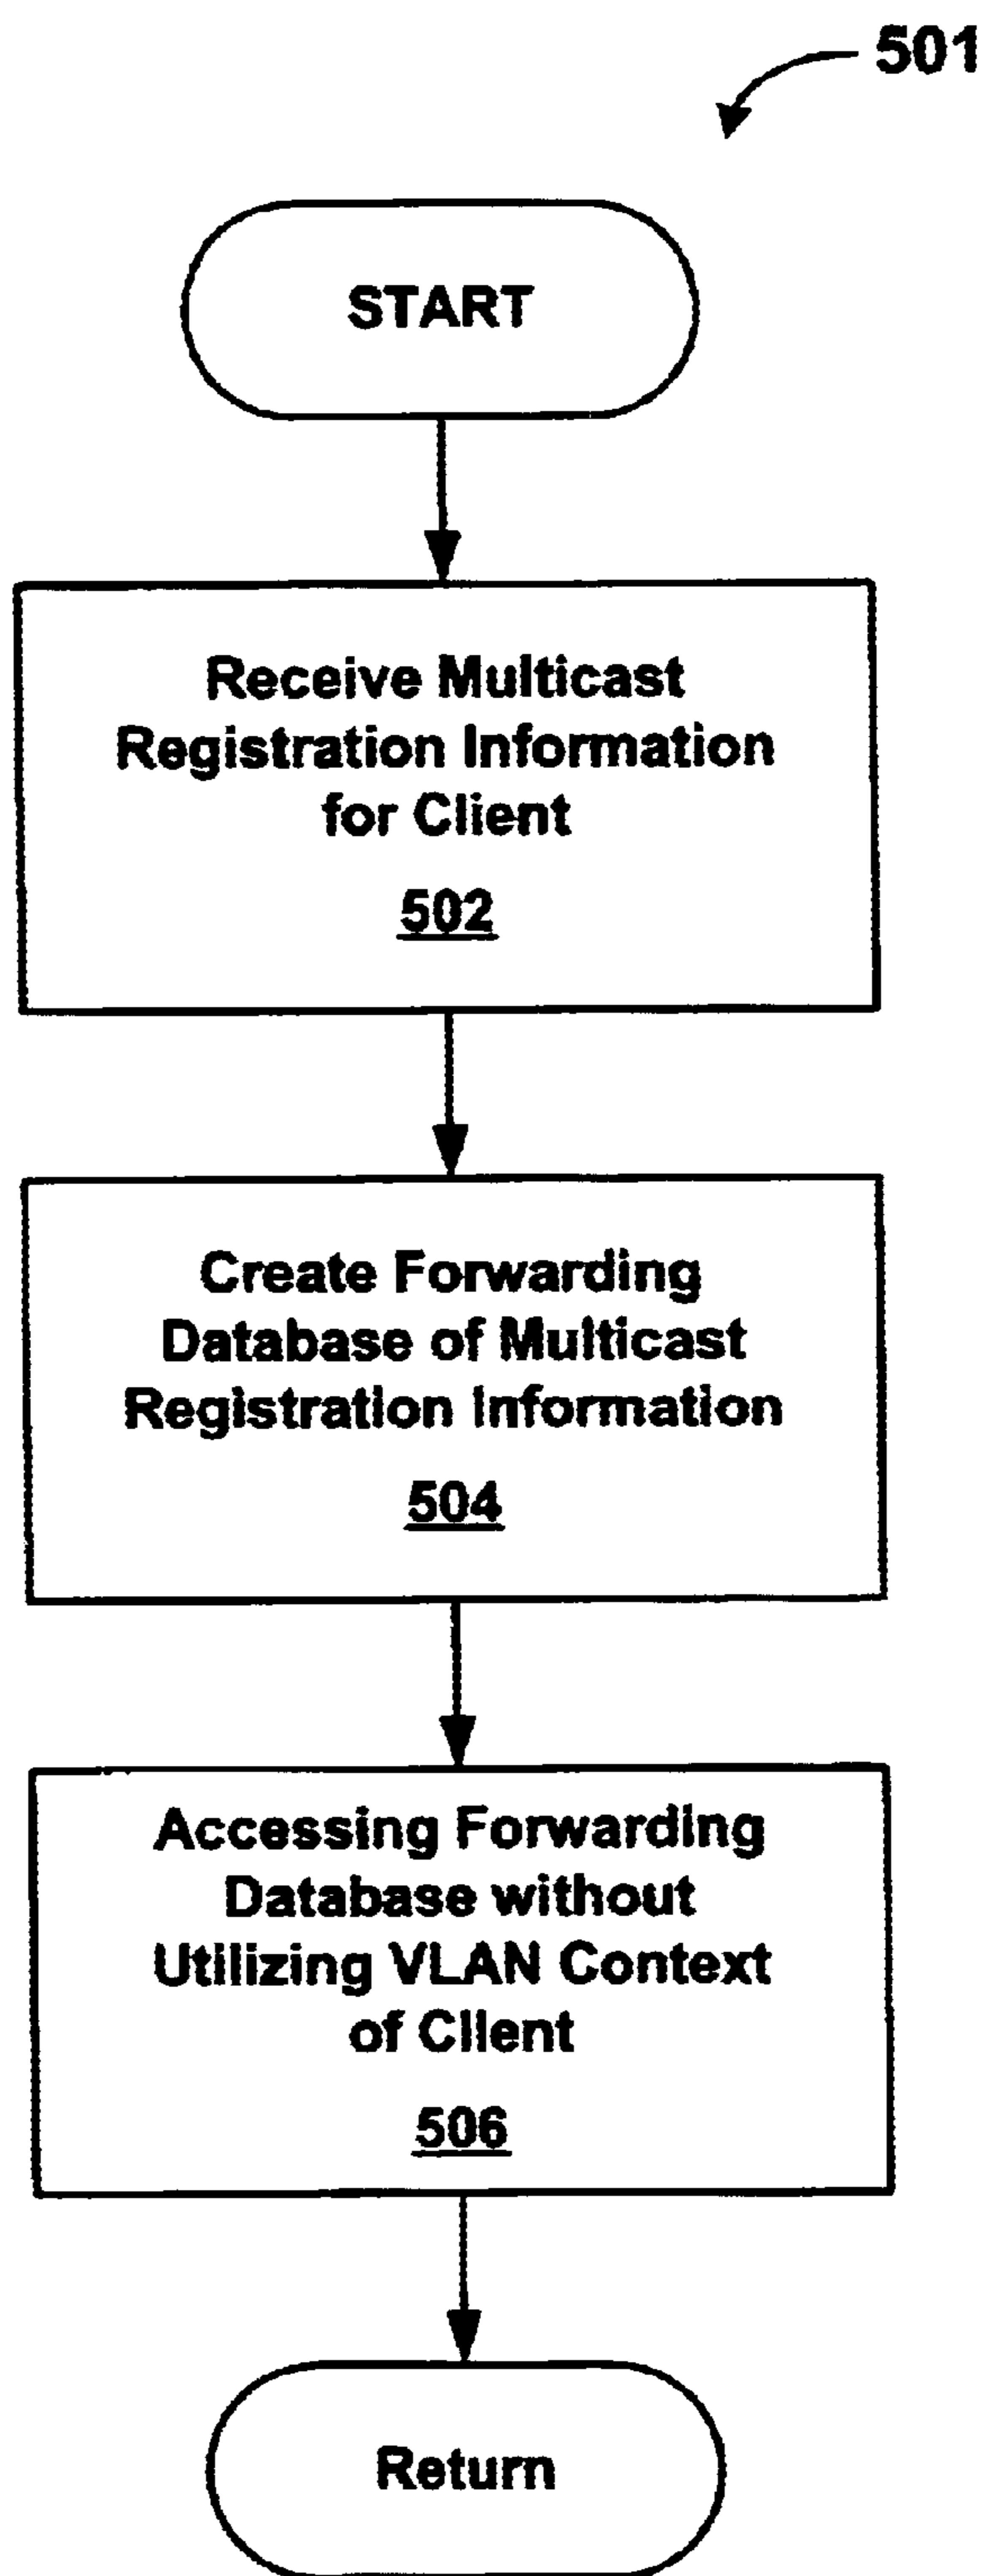 501
START
Receive Multicast
Registration Information
for Client
502
Create Forwarding
Database of Multicast
Registration Information
504
Accessing Forwarding
Database without
Utilizing VLAN Context
of Client
506
Return